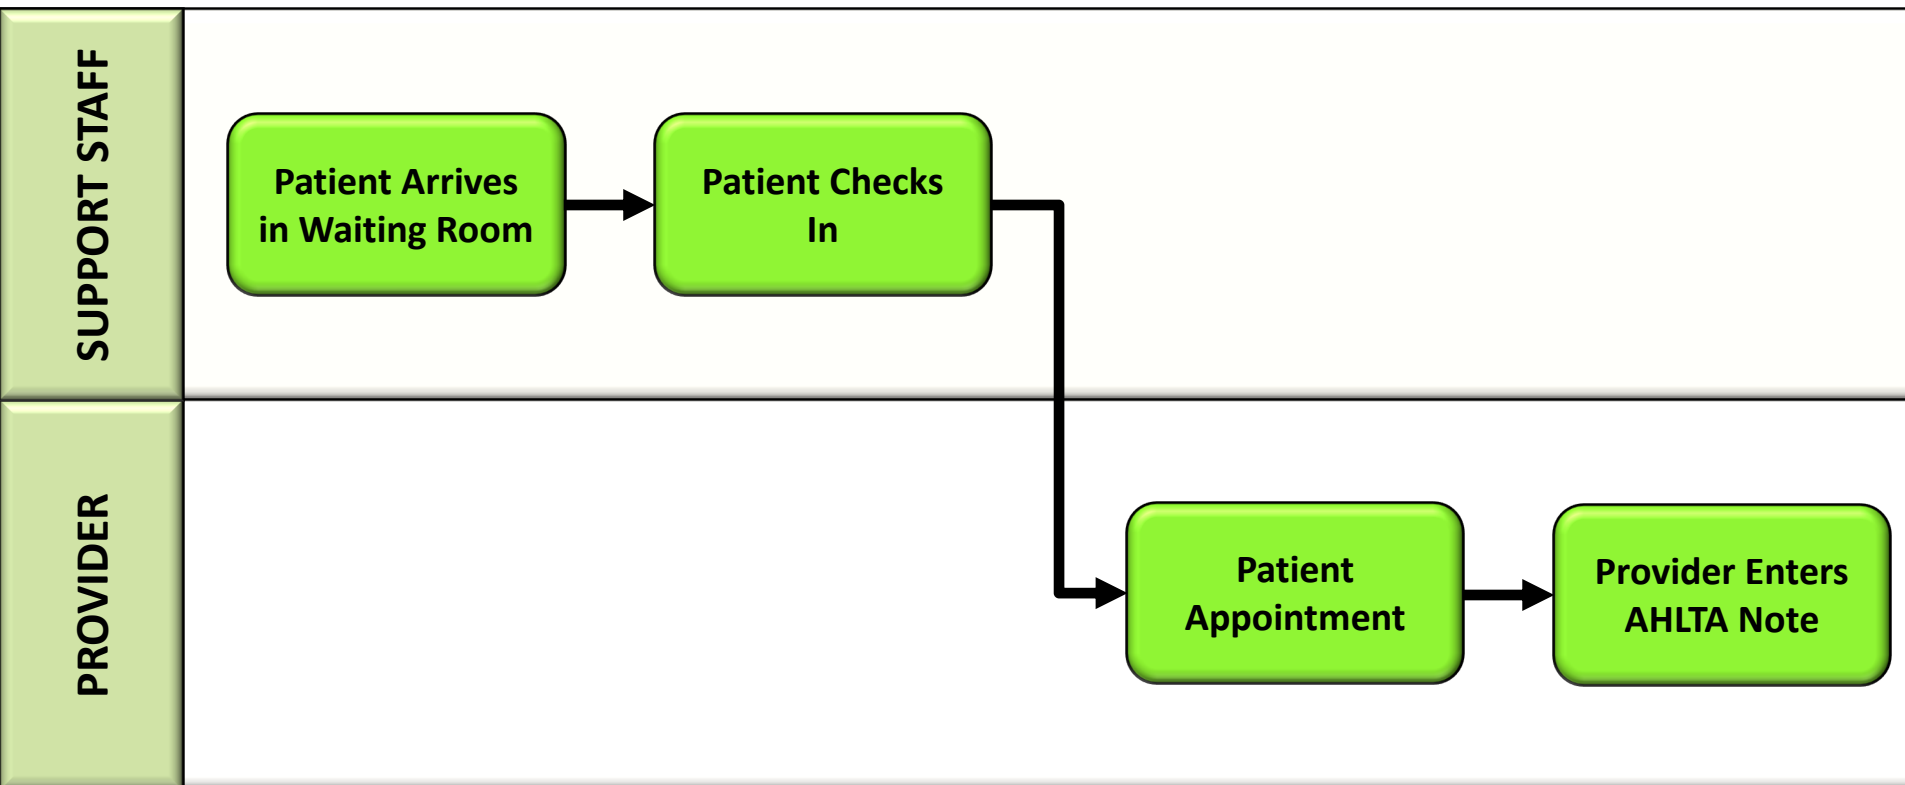 SUPPORT STAFF
Patient Arrives
in Waiting Room
Patient Checks
In
PROVIDER
Patient
Appointment
Provider Enters
AHLTA Note